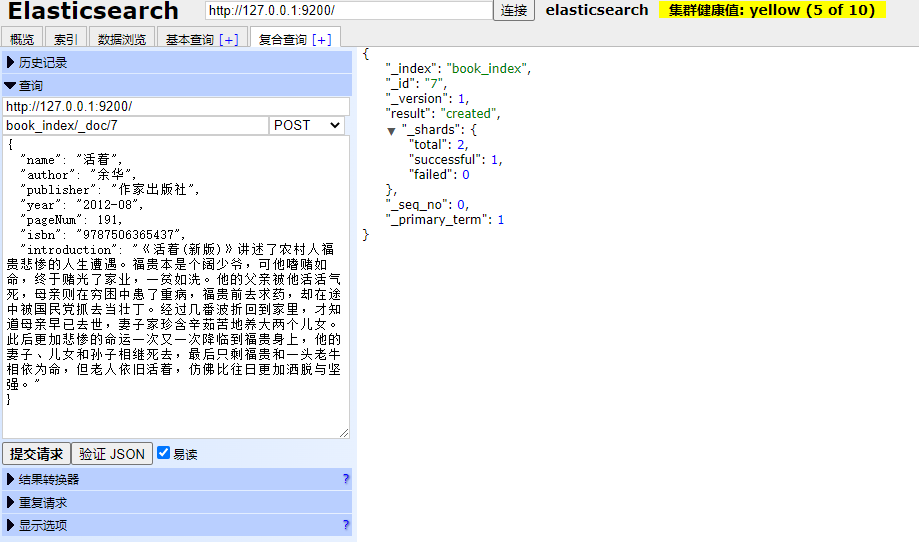 Elasticsearch http://127.0.0.1:9200/ 连接 elasticsearch 集群健康值: yellow (5 of 10)
概览 索引 数据浏览 基本查询 [+] 复合查询 [+]
历史记录
查询
http://127.0.0.1:9200/
book_index/_doc/7 POST
{
"name": "活着",
"author": "余华",
"publisher": "作家出版社",
"year": "2012-08",
"pageNum": 191,
"isbn": "9787506365437",
"introduction": "《活着(新版)》讲述了农村人福
贵悲惨的人生遭遇。福贵本是个阔少爷，可他嗜赌如
命，终于赌光了家业，一贫如洗。他的父亲被他活活气
死，母亲则在穷困中患了重病，福贵前去求药，却在途
中被国民党抓去当壮丁。经过几番波折回到家里，才知
道母亲早已去世，妻子家珍含辛茹苦地养大两个儿女。
此后更加悲惨的命运一次又一次降临到福贵身上，他的
妻子、儿女和孙子相继死去，最后只剩福贵和一头老牛
相依为命，但老人依旧活着，仿佛比往日更加洒脱与坚
强。"
}
提交请求 验证 JSON 易读
结果转换器 ?
重复请求
显示选项 ?
{
"_index": "book_index",
"_id": "7",
"_version": 1,
"result": "created",
"_shards": {
"total": 2,
"successful": 1,
"failed": 0
},
"_seq_no": 0,
"_primary_term": 1
}